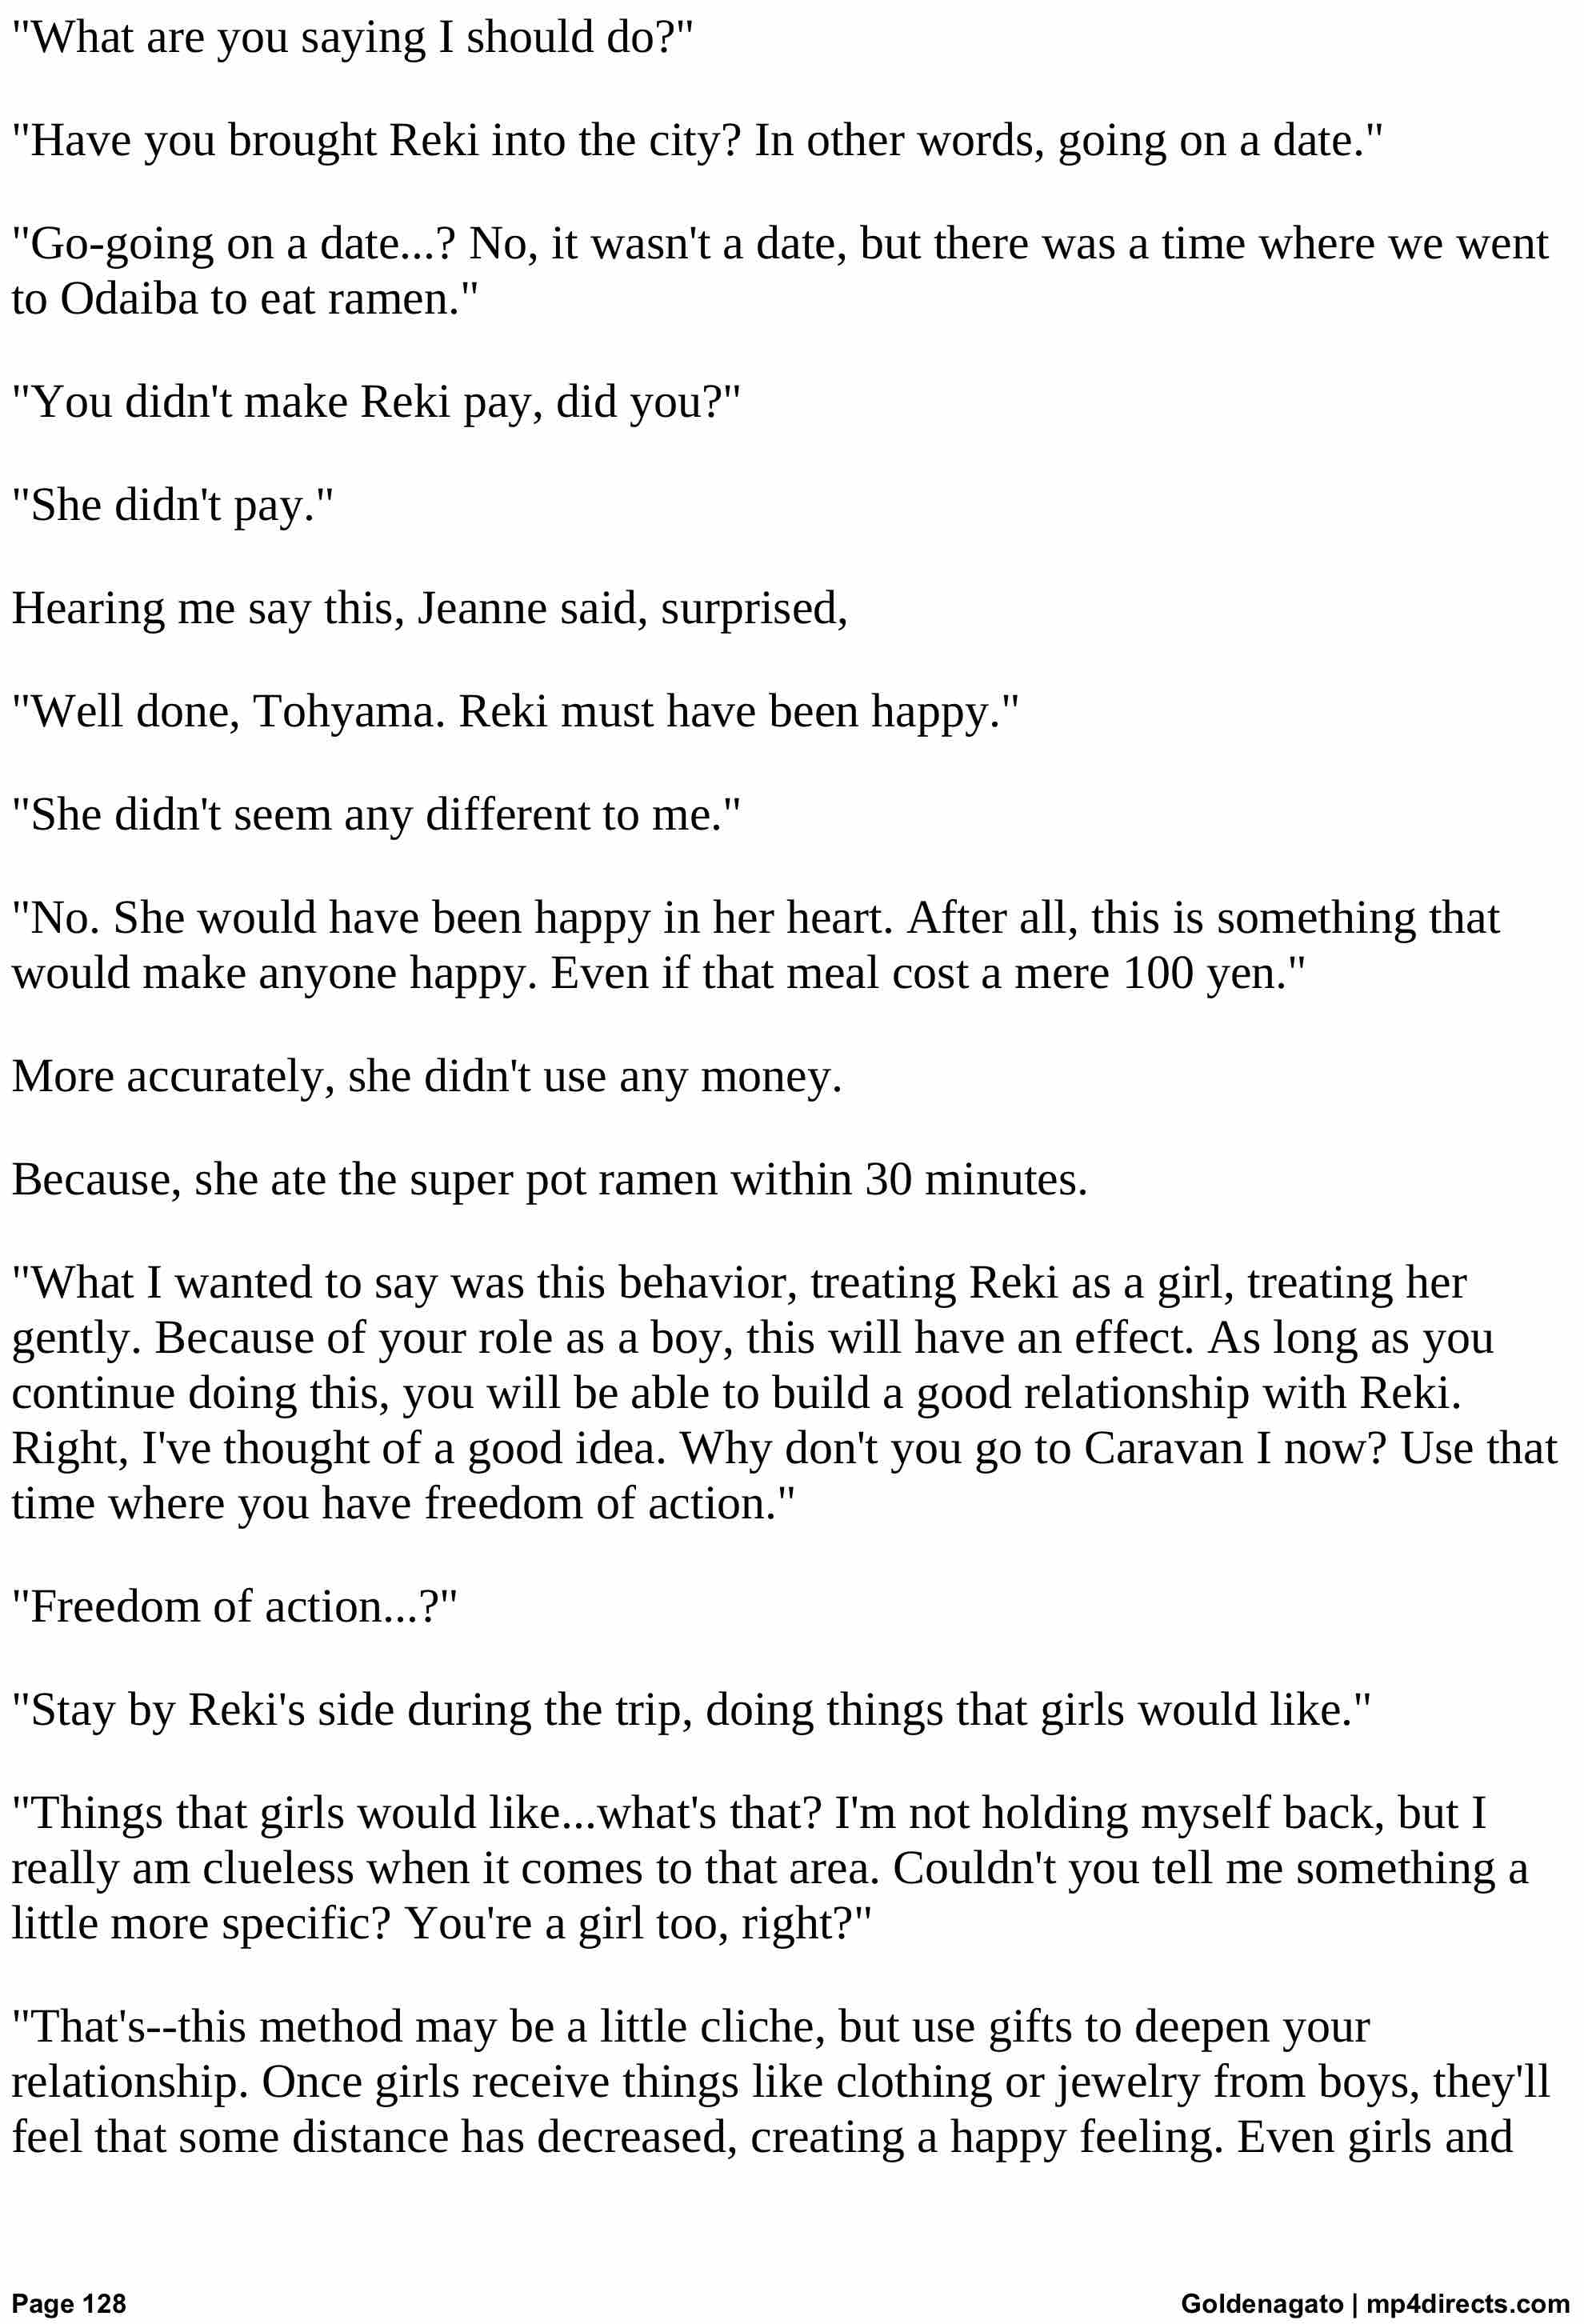 "What are you saying I should do?"
"Have you brought Reki into the city? In other words, going on a date."
"Go-going on a date...? No, it wasn't a date, but there was a time where we went
to Odaiba to eat ramen."
"You didn't make Reki pay, did you?"
"She didn't pay."
Hearing me say this, Jeanne said, surprised,
"Well done, Tohyama. Reki must have been happy."
"She didn't seem any different to me."
"No. She would have been happy in her heart. After all, this is something that
would make anyone happy. Even if that meal cost a mere 100 yen."
More accurately, she didn't use any money.
Because, she ate the super pot ramen within 30 minutes.
"What I wanted to say was this behavior, treating Reki as a girl, treating her
gently. Because of your role as a boy, this will have an effect. As long as you
continue doing this, you will be able to build a good relationship with Reki.
Right, I've thought of a good idea. Why don't you go to Caravan I now? Use that
time where you have freedom of action."
"Freedom of action...?"
"Stay by Reki's side during the trip, doing things that girls would like."
"Things that girls would like...what's that? I'm not holding myself back, but I
really am clueless when it comes to that area. Couldn't you tell me something a
little more specific? You're a girl too, right?"
"That's--this method may be a little cliche, but use gifts to deepen your
relationship. Once girls receive things like clothing or jewelry from boys, they'll
feel that some distance has decreased, creating a happy feeling. Even girls and
Page 128
Goldenagato | mp4directs.com